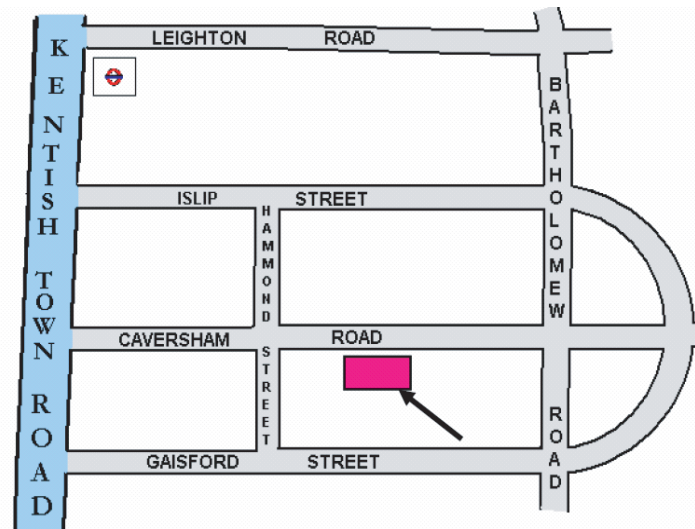 KENTISH TOWN ROAD
LEIGHTON ROAD
BARTHOLOMEW ROAD
ISLIP STREET
HAMMOND STREET
CAVERSHAM ROAD
GAISFORD STREET